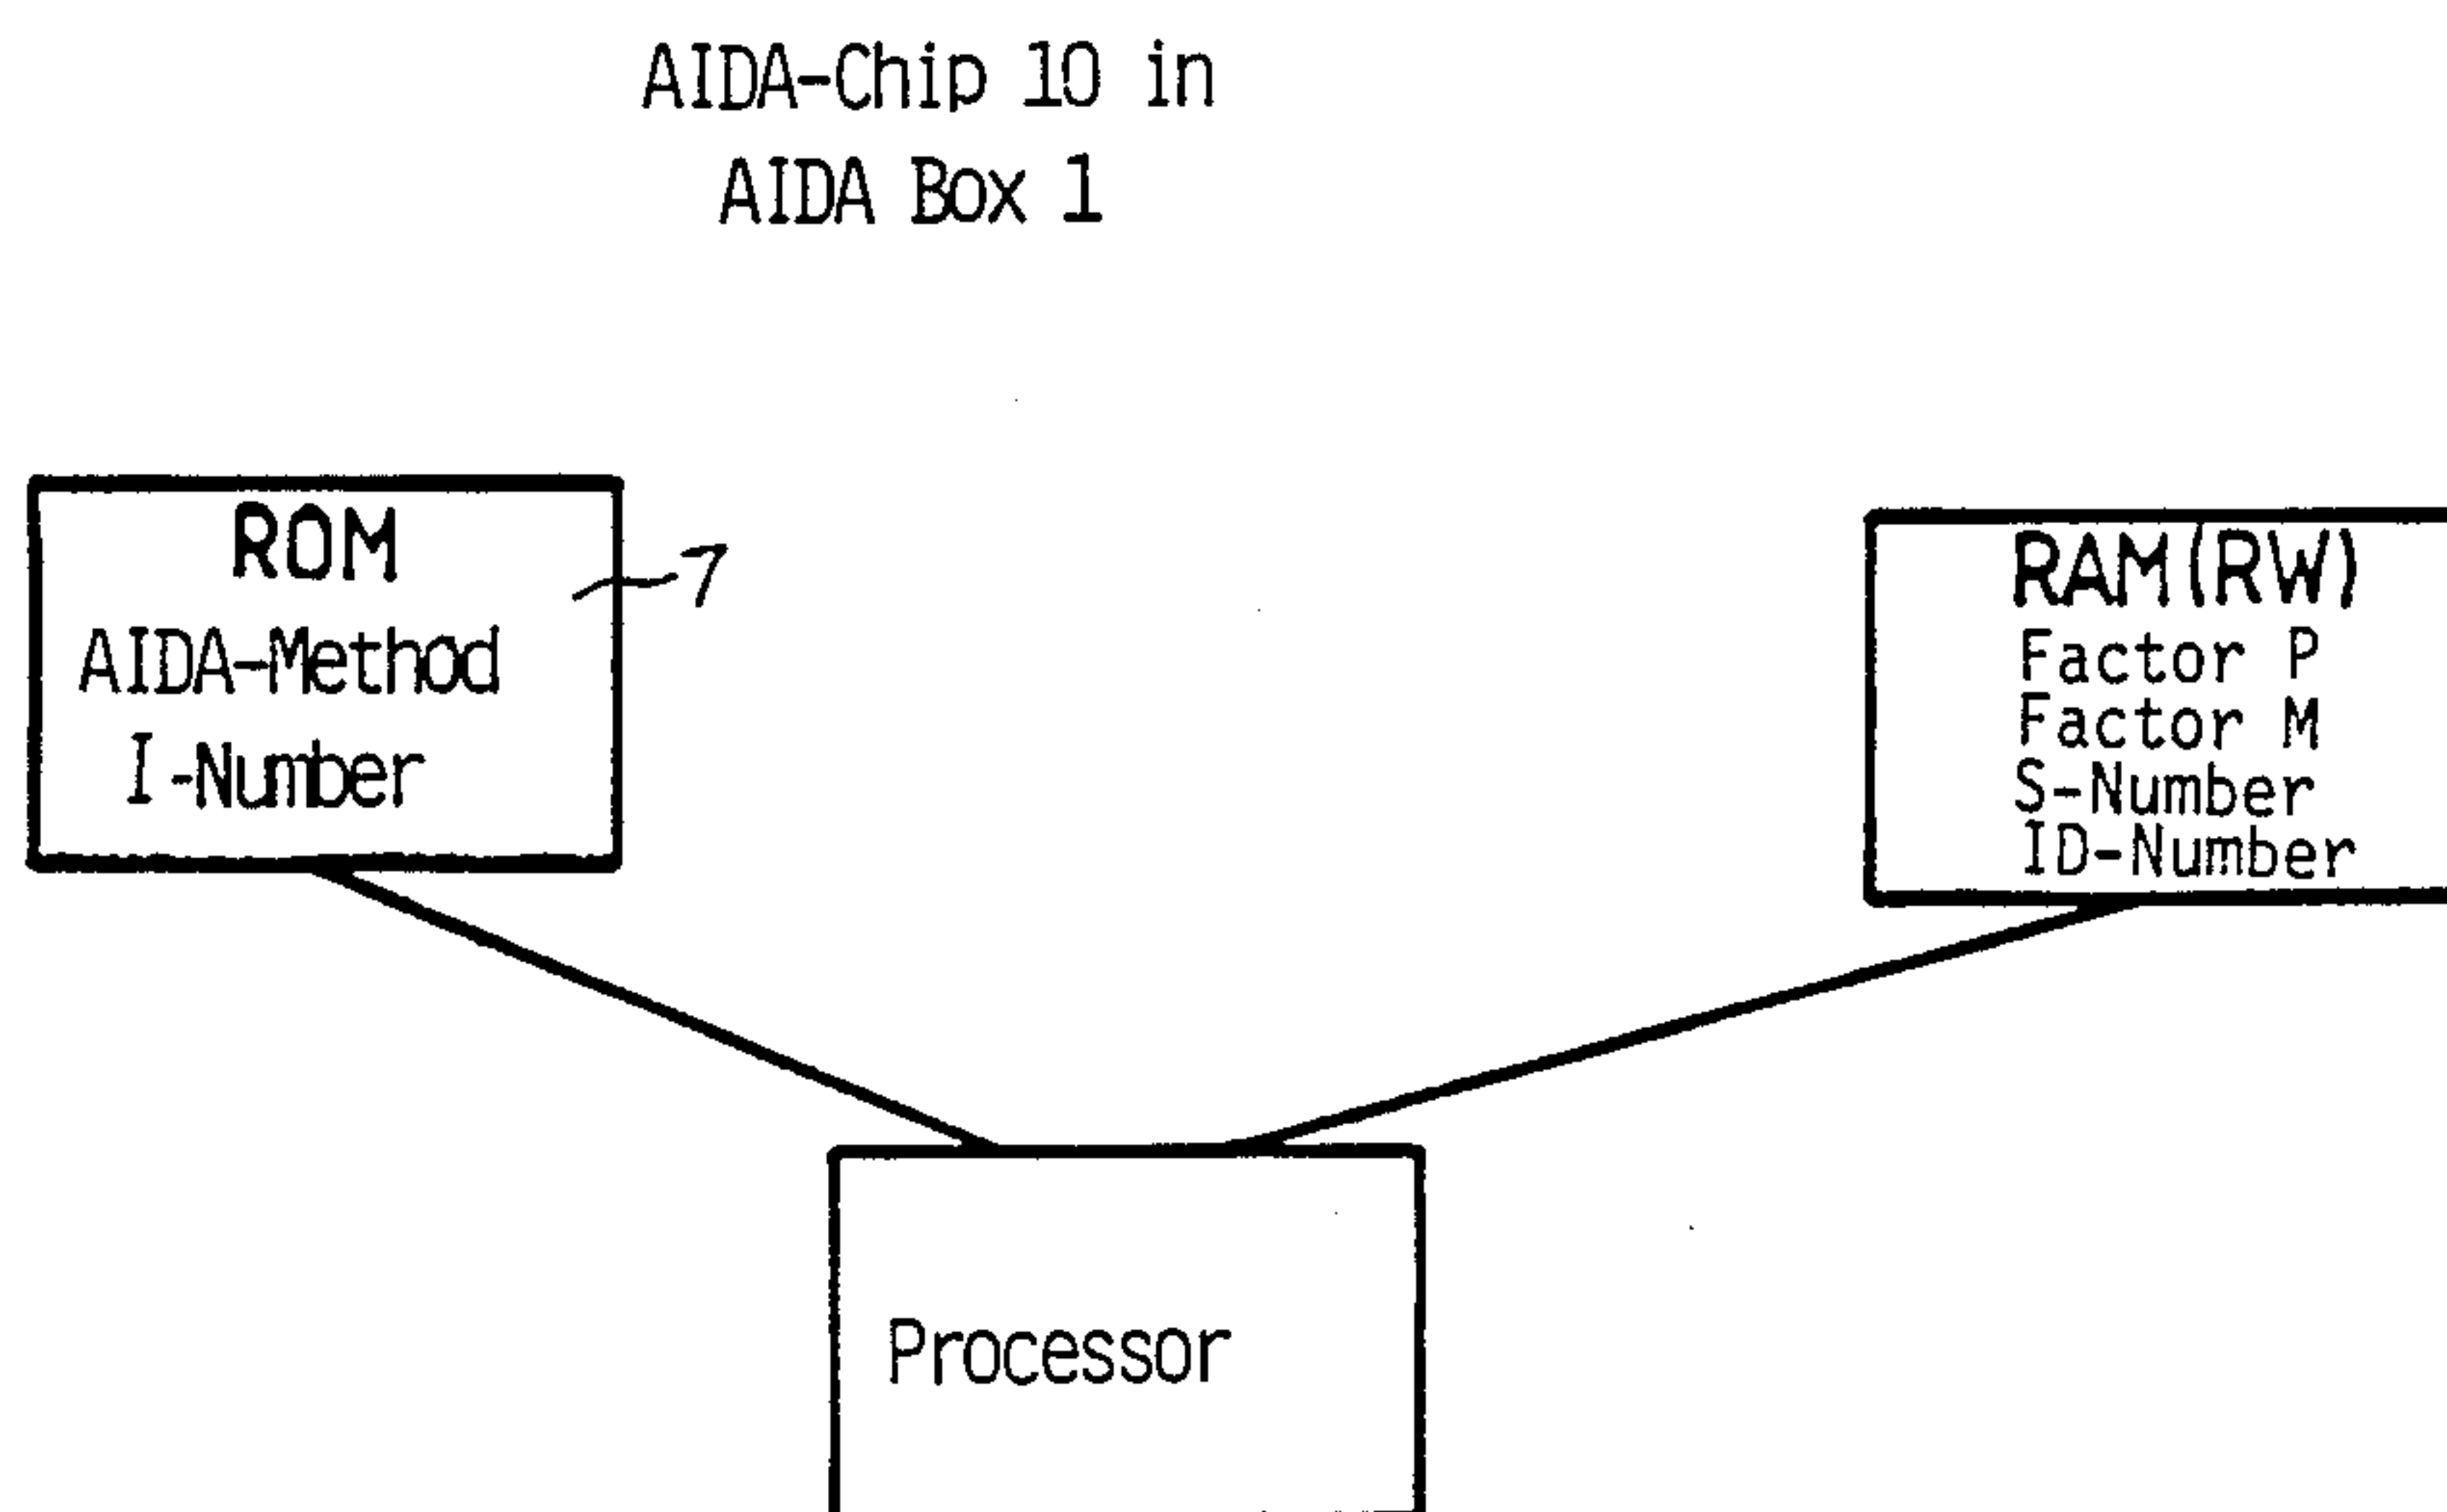 AIDA-Chip 10 in
AIDA Box 1
ROM
AIDA-Method
I-Number
7
RAM(RW)
Factor P
Factor M
S-Number
ID-Number
Processor